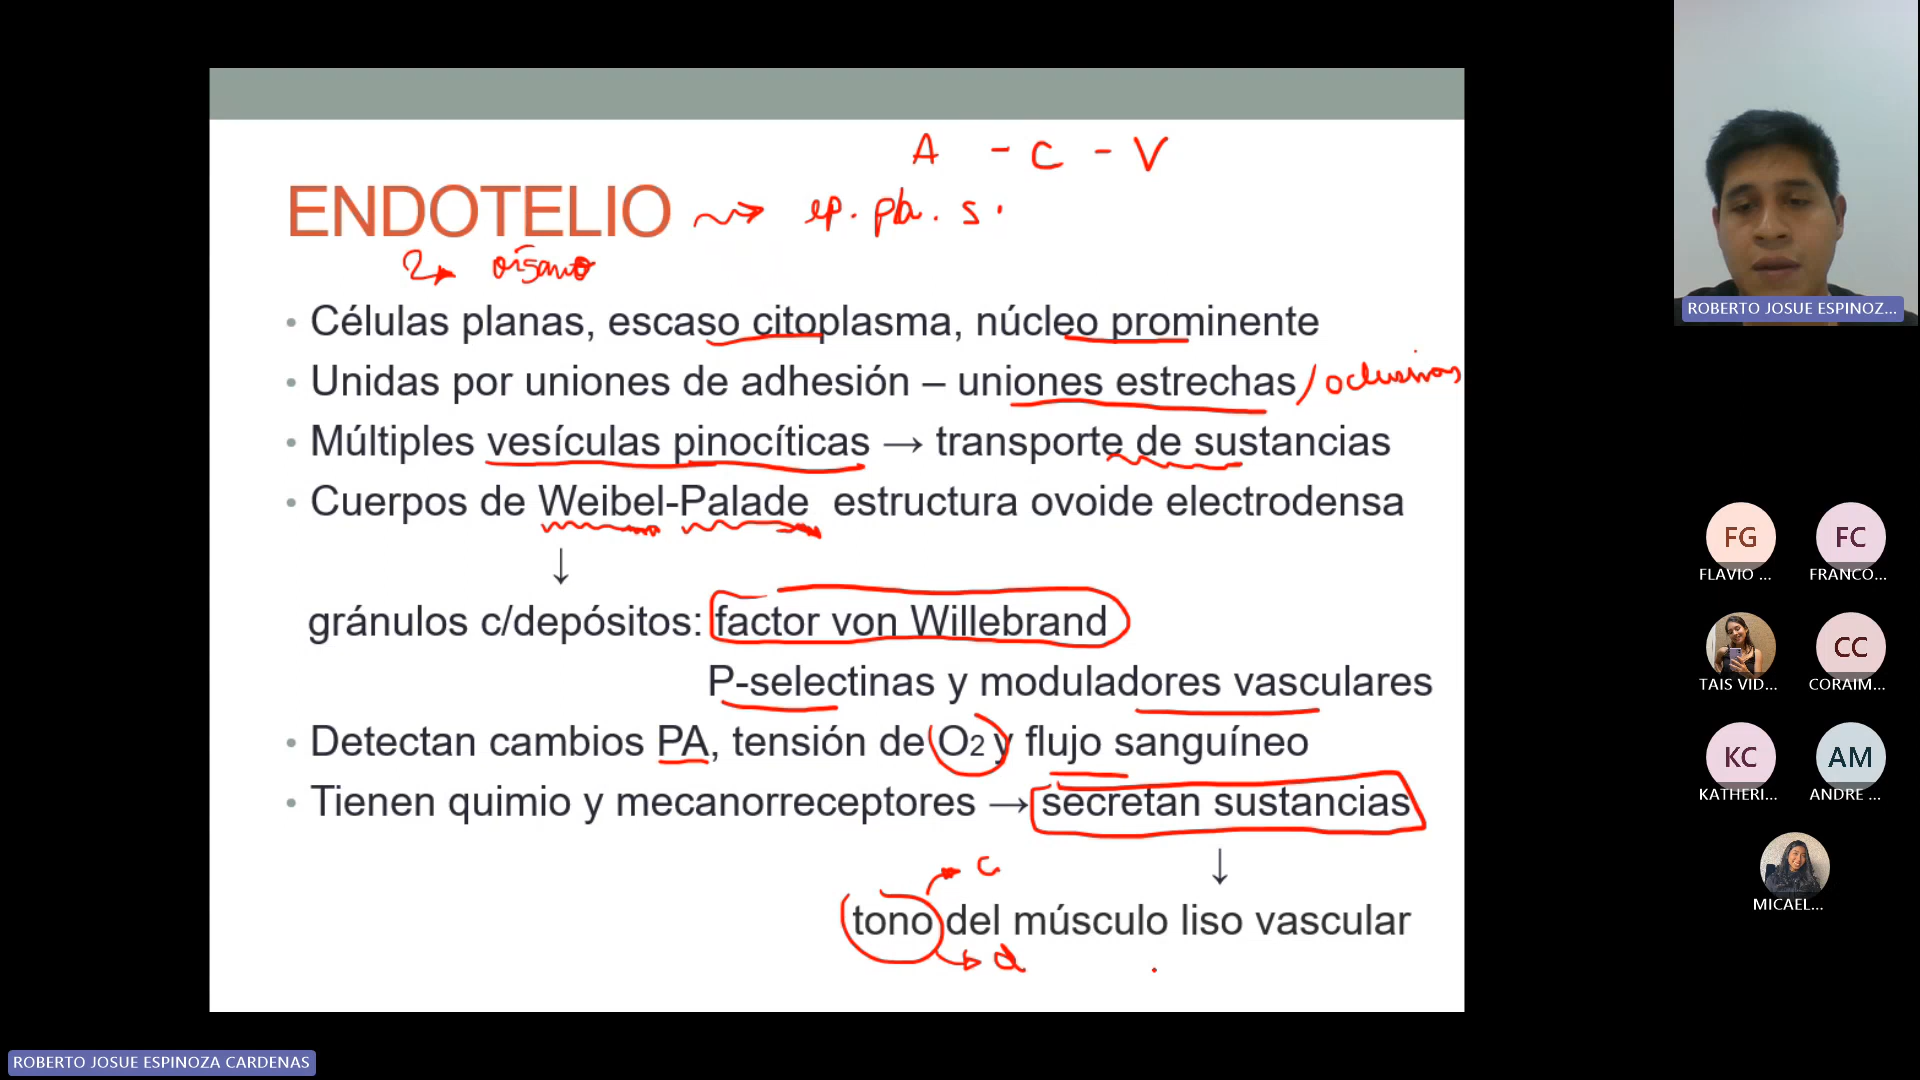 A - C - V
ENDOTELIO ep. pla. s.
órgano
• Células planas, escaso citoplasma, núcleo prominente
• Unidas por uniones de adhesión – uniones estrechas / oclusivas
• Múltiples vesículas pinocíticas → transporte de sustancias
• Cuerpos de Weibel-Palade estructura ovoide electrodensa
↓
gránulos c/depósitos: factor von Willebrand
P-selectinas y moduladores vasculares
• Detectan cambios PA, tensión de O2 y flujo sanguíneo
• Tienen quimio y mecanorreceptores → secretan sustancias
c
↓
tono del músculo liso vascular
d
ROBERTO JOSUE ESPINOZ...
FG
FC
FLAVIO ...
FRANCO...
CC
TAIS VID...
CORAIM...
KC
AM
KATHERI...
ANDRE ...
MICAEL...
ROBERTO JOSUE ESPINOZA CARDENAS